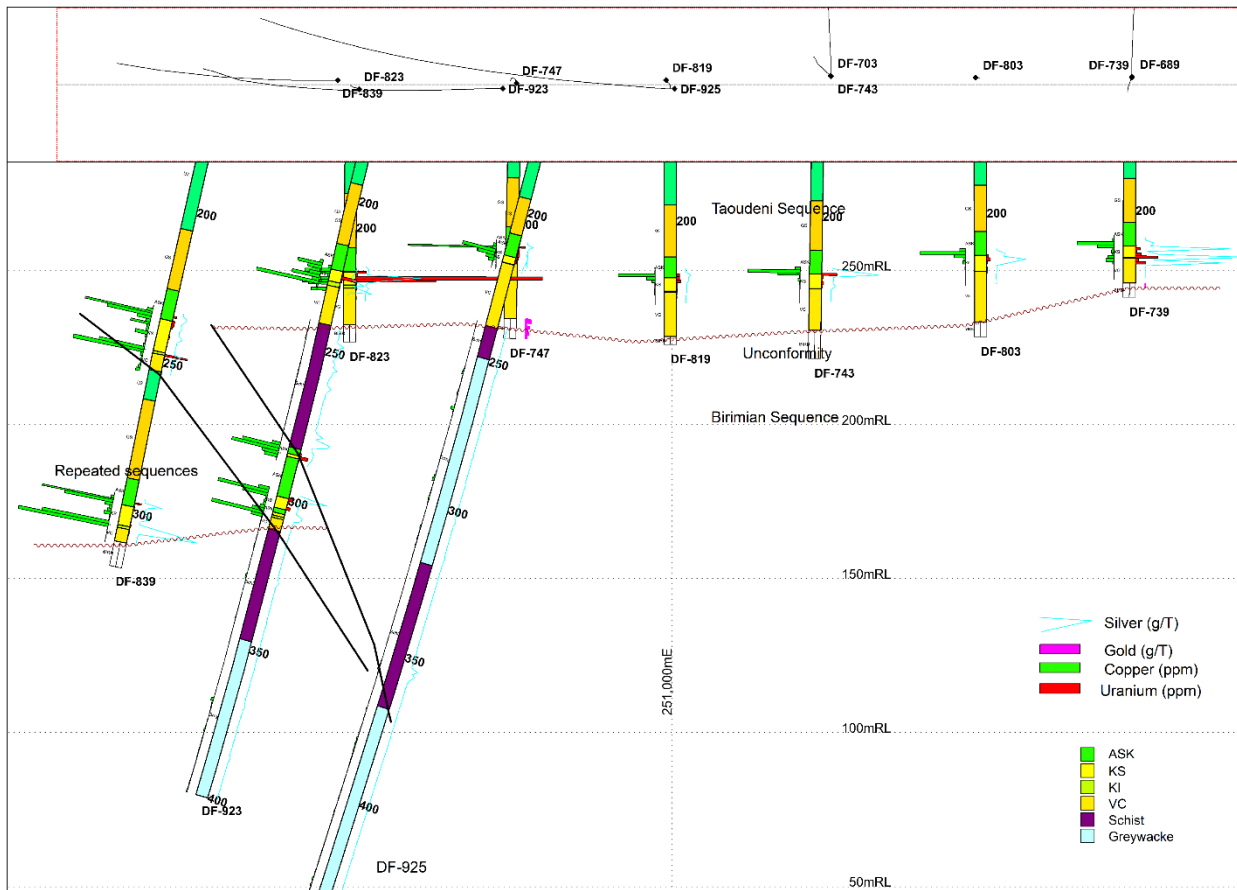 DF-823
DF-839
DF-747
DF-923
DF-819
DF-925
DF-703
DF-743
DF-803
DF-739
DF-689
200
200
200
200
00
200
Taoudeni Sequence
200
200
200
250mRL
250
DF-823
250
DF-747
250
DF-819
Unconformity
DF-743
DF-803
DF-739
Birimian Sequence
200mRL
Repeated sequences
300
300
300
DF-839
150mRL
350
350
251,000mE
Silver (g/T)
Gold (g/T)
Copper (ppm)
Uranium (ppm)
100mRL
400
DF-923
400
DF-925
ASK
KS
KI
VC
Schist
Greywacke
50mRL